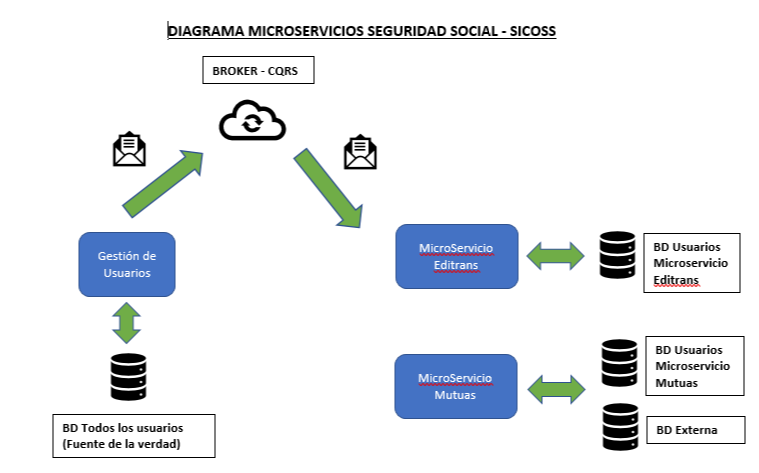 DIAGRAMA MICROSERVICIOS SEGURIDAD SOCIAL - SICOSS
BROKER - CQRS
Gestión de
Usuarios
MicroServicio
Editrans
BD Usuarios
Microservicio
Editrans
BD Todos los usuarios
(Fuente de la verdad)
MicroServicio
Mutuas
BD Usuarios
Microservicio
Mutuas
BD Externa